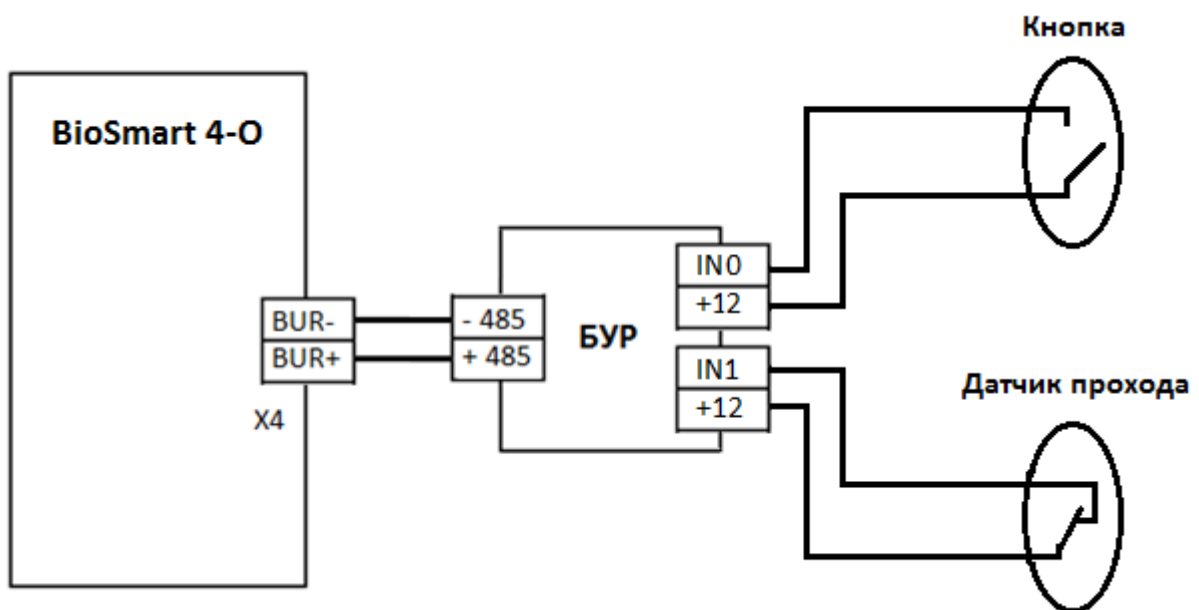 Кнопка
BioSmart 4-O
IN0
+12
BUR-
- 485
БУР
BUR+
+ 485
IN1
+12
X4
Датчик прохода